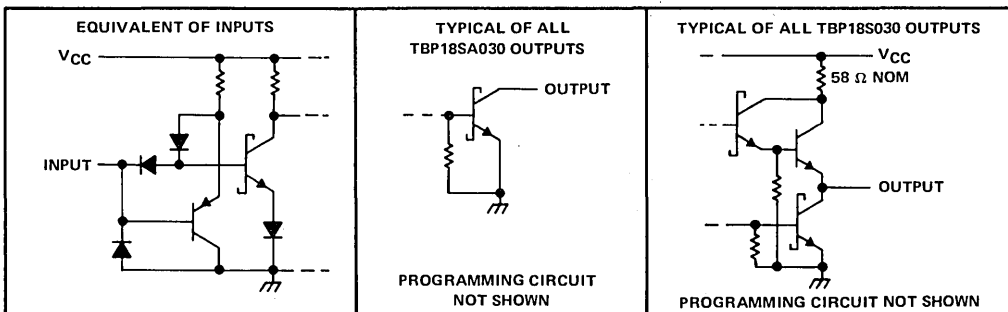 EQUIVALENT OF INPUTS
VCC
INPUT
TYPICAL OF ALL
TBP18SA030 OUTPUTS
OUTPUT
PROGRAMMING CIRCUIT
NOT SHOWN
TYPICAL OF ALL TBP18S030 OUTPUTS
VCC
58 Ω NOM
OUTPUT
PROGRAMMING CIRCUIT NOT SHOWN